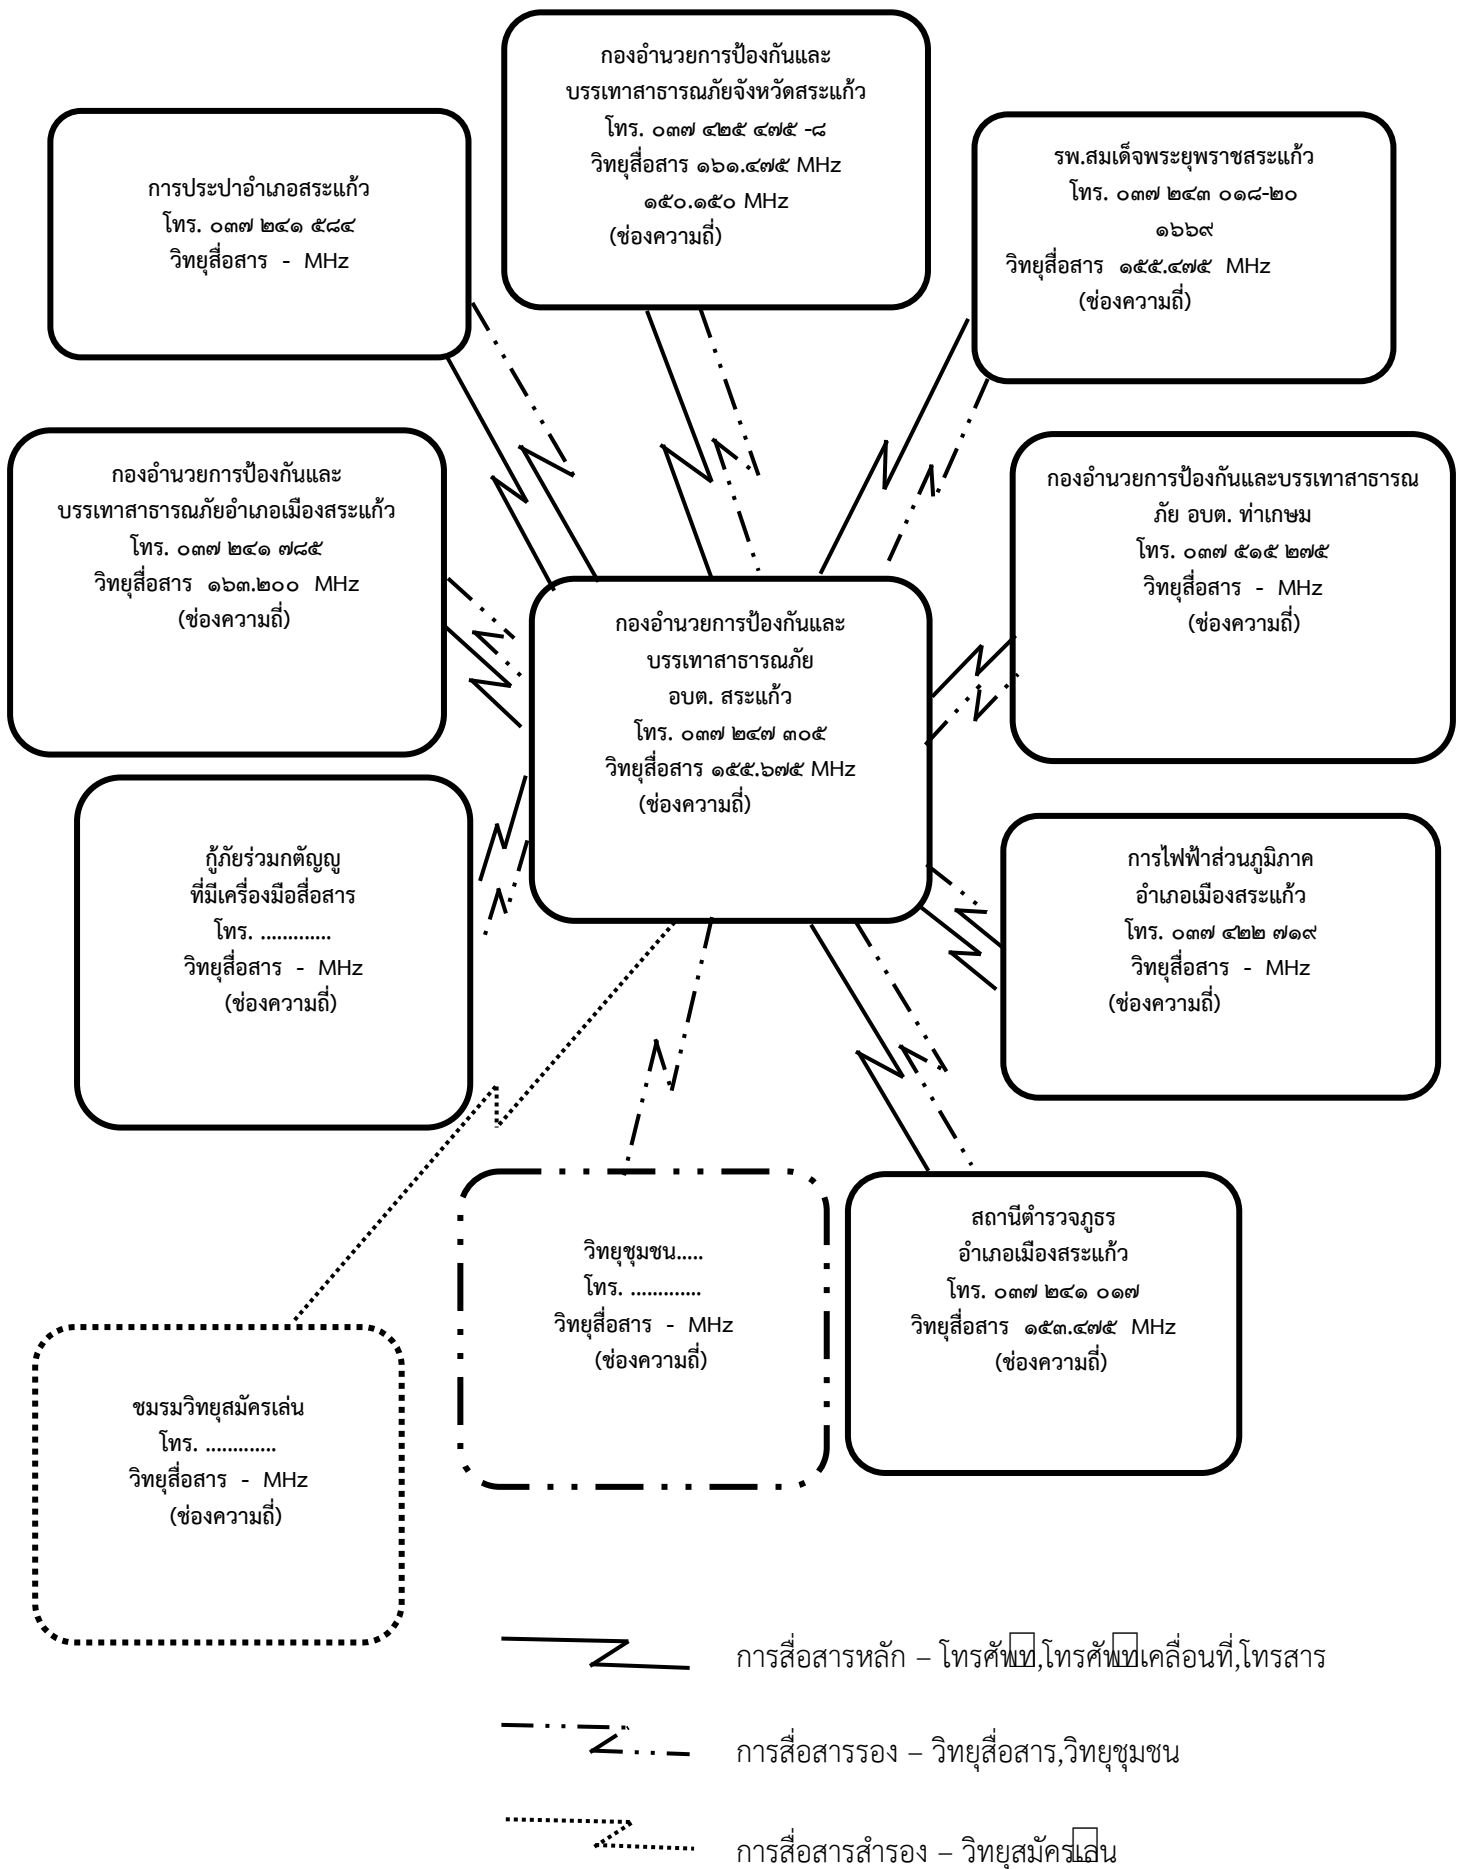 กองอำนวยการป้องกันและ
บรรเทาสาธารณภัยจังหวัดสระแก้ว
โทร. ๐๓๗ ๔๒๕ ๔๗๕ -๘
วิทยุสื่อสาร ๑๖๑.๔๗๕ MHz
๑๕๐.๑๕๐ MHz
(ช่องความถี่)
การประปาอำเภอสระแก้ว
โทร. ๐๓๗ ๒๔๑ ๕๘๔
วิทยุสื่อสาร - MHz
รพ.สมเด็จพระยุพราชสระแก้ว
โทร. ๐๓๗ ๒๔๓ ๐๑๘-๒๐
๑๖๖๙
วิทยุสื่อสาร ๑๕๕.๔๗๕ MHz
(ช่องความถี่)
กองอำนวยการป้องกันและ
บรรเทาสาธารณภัยอำเภอเมืองสระแก้ว
โทร. ๐๓๗ ๒๔๑ ๗๘๕
วิทยุสื่อสาร ๑๖๓.๒๐๐ MHz
(ช่องความถี่)
กองอำนวยการป้องกันและบรรเทาสาธารณ
ภัย อบต. ท่าเกษม
โทร. ๐๓๗ ๕๑๕ ๒๗๕
วิทยุสื่อสาร - MHz
(ช่องความถี่)
กองอำนวยการป้องกันและ
บรรเทาสาธารณภัย
อบต. สระแก้ว
โทร. ๐๓๗ ๒๔๗ ๓๐๕
วิทยุสื่อสาร ๑๕๕.๖๗๕ MHz
(ช่องความถี่)
กู้ภัยร่วมกตัญญู
ที่มีเครื่องมือสื่อสาร
โทร. .............
วิทยุสื่อสาร - MHz
(ช่องความถี่)
การไฟฟ้าส่วนภูมิภาค
อำเภอเมืองสระแก้ว
โทร. ๐๓๗ ๔๒๒ ๗๑๙
วิทยุสื่อสาร - MHz
(ช่องความถี่)
วิทยุชุมชน.....
โทร. .............
วิทยุสื่อสาร - MHz
(ช่องความถี่)
สถานีตำรวจภูธร
อำเภอเมืองสระแก้ว
โทร. ๐๓๗ ๒๔๑ ๐๑๗
วิทยุสื่อสาร ๑๕๓.๔๗๕ MHz
(ช่องความถี่)
ชมรมวิทยุสมัครเล่น
โทร. .............
วิทยุสื่อสาร - MHz
(ช่องความถี่)
การสื่อสารหลัก – โทรศัพท,โทรศัพทเคลื่อนที่,โทรสาร
การสื่อสารรอง – วิทยุสื่อสาร,วิทยุชุมชน
การสื่อสารสำรอง – วิทยุสมัครเลน